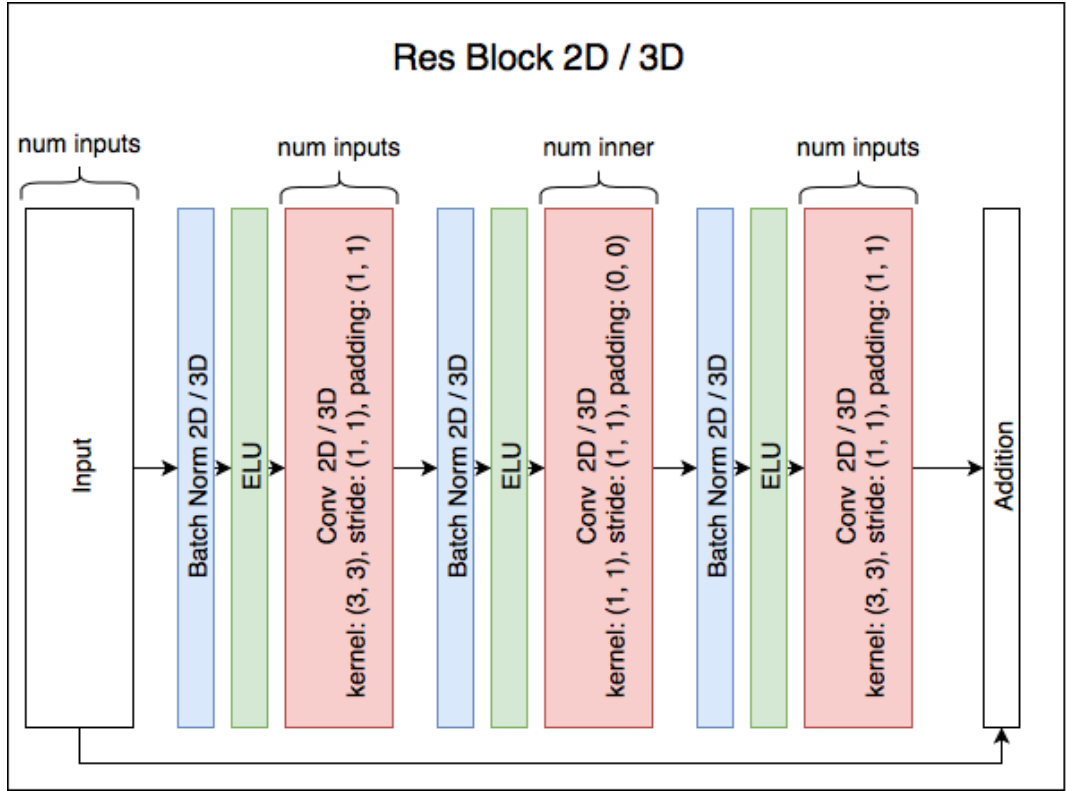 Res Block 2D / 3D
num inputs
num inputs
num inner
num inputs
Input
Batch Norm 2D / 3D
ELU
Conv 2D / 3D
kernel: (3, 3), stride: (1, 1), padding: (1, 1)
Batch Norm 2D / 3D
ELU
Conv 2D / 3D
kernel: (1, 1), stride: (1, 1), padding: (0, 0)
Batch Norm 2D / 3D
ELU
Conv 2D / 3D
kernel: (3, 3), stride: (1, 1), padding: (1, 1)
Addition